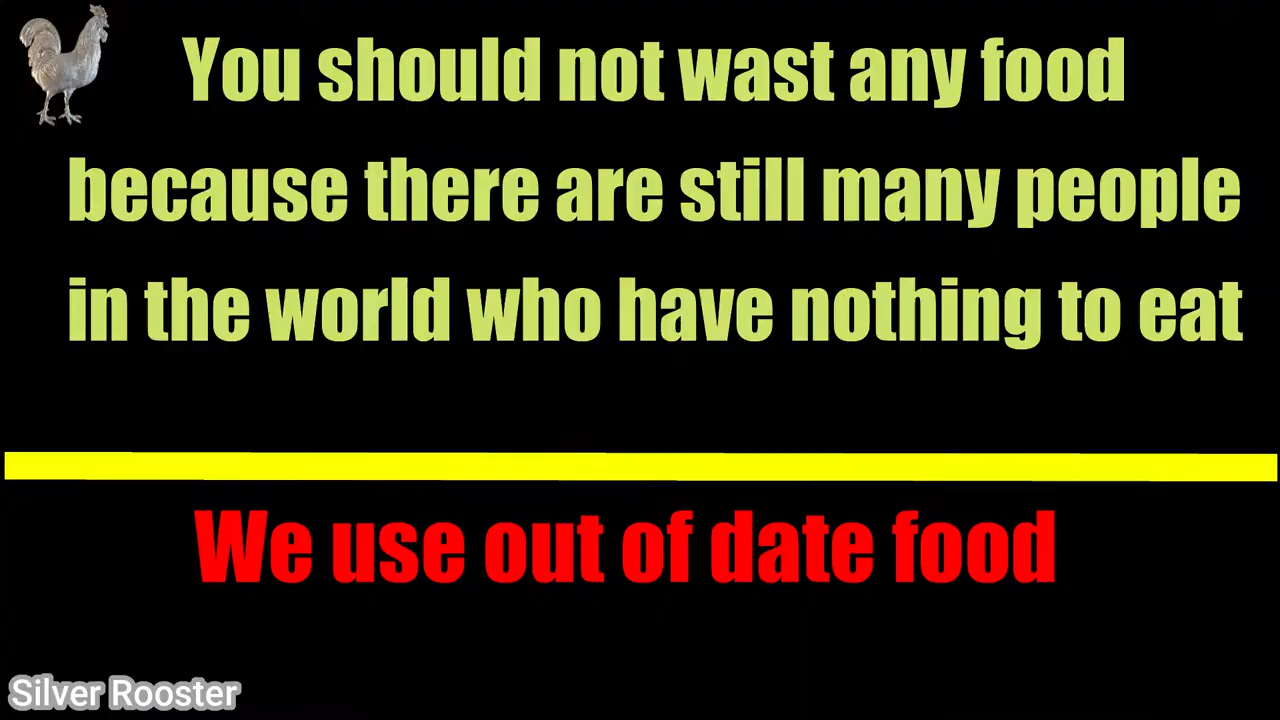 You should not wast any food
because there are still many people
in the world who have nothing to eat
We use out of date food
Silver Rooster